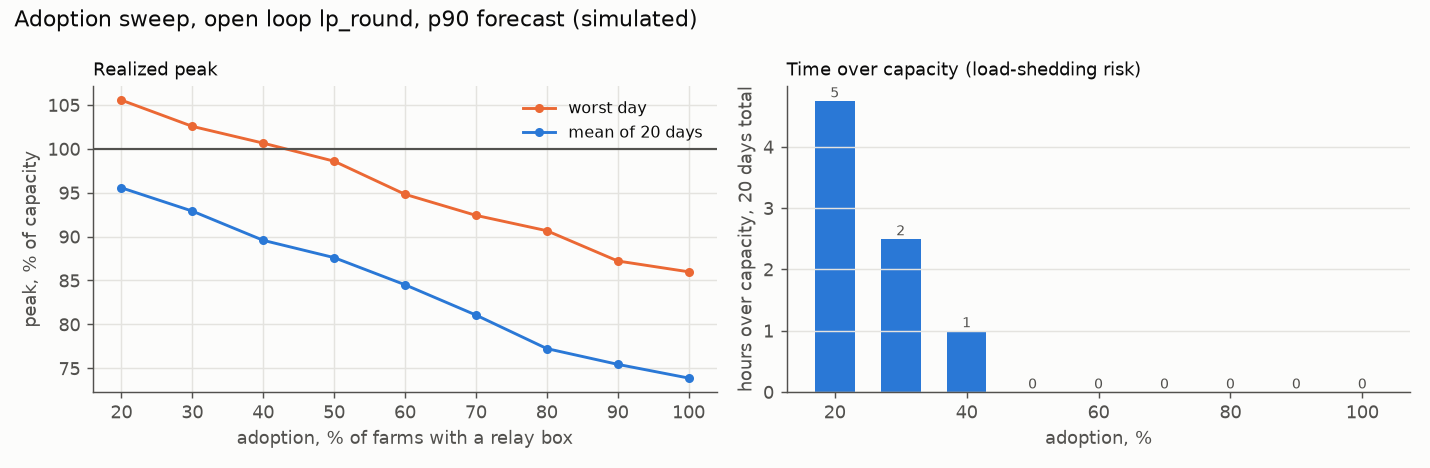 Adoption sweep, open loop lp_round, p90 forecast (simulated)
Realized peak
peak, % of capacity
105
100
95
90
85
80
75
worst day
mean of 20 days
20 30 40 50 60 70 80 90 100
adoption, % of farms with a relay box
Time over capacity (load-shedding risk)
hours over capacity, 20 days total
4
3
2
1
0
5
2
1
0 0 0 0 0 0
20 40 60 80 100
adoption, %